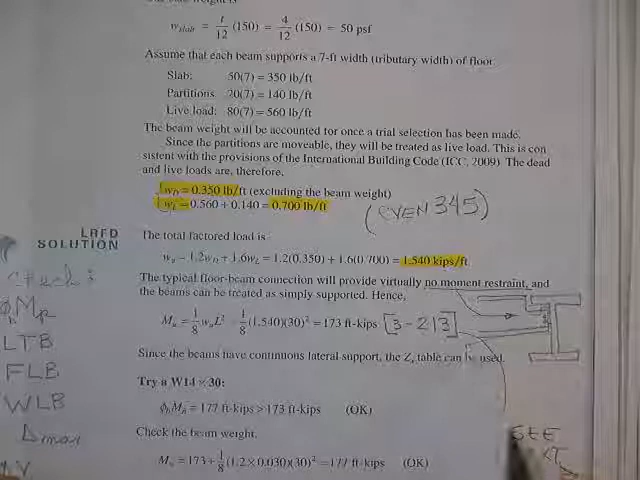 w_slab = t/12 (150) = 4/12 (150) = 50 psf
Assume that each beam supports a 7-ft width (tributary width) of floor.
Slab: 50(7) = 350 lb/ft
Partitions: 20(7) = 140 lb/ft
Live load: 80(7) = 560 lb/ft
The beam weight will be accounted for once a trial selection has been made.
Since the partitions are moveable, they will be treated as live load. This is con
sistent with the provisions of the International Building Code (ICC, 2009). The dead
and live loads are, therefore,
w_D = 0.350 lb/ft (excluding the beam weight)
w_L = 0.560 + 0.140 = 0.700 lb/ft
(EVEN 345)
LRFD
SOLUTION
The total factored load is
w_u = 1.2w_D + 1.6w_L = 1.2(0.350) + 1.6(0.700) = 1.540 kips/ft
The typical floor-beam connection will provide virtually no moment restraint, and
the beams can be treated as simply supported. Hence,
M_u = 1/8 w_u L² = 1/8 (1.540)(30)² = 173 ft-kips [3-213]
Since the beams have continuous lateral support, the Z_x table can be used.
Try a W14 × 30:
ϕ_b M_n = 177 ft-kips > 173 ft-kips (OK)
Check the beam weight.
M_u = 173 + 1/8 (1.2 × 0.030)(30)² = 177 ft-kips (OK)
Check:
ϕ_b M_p
LTB
FLB
WLB
Δmax
SEE